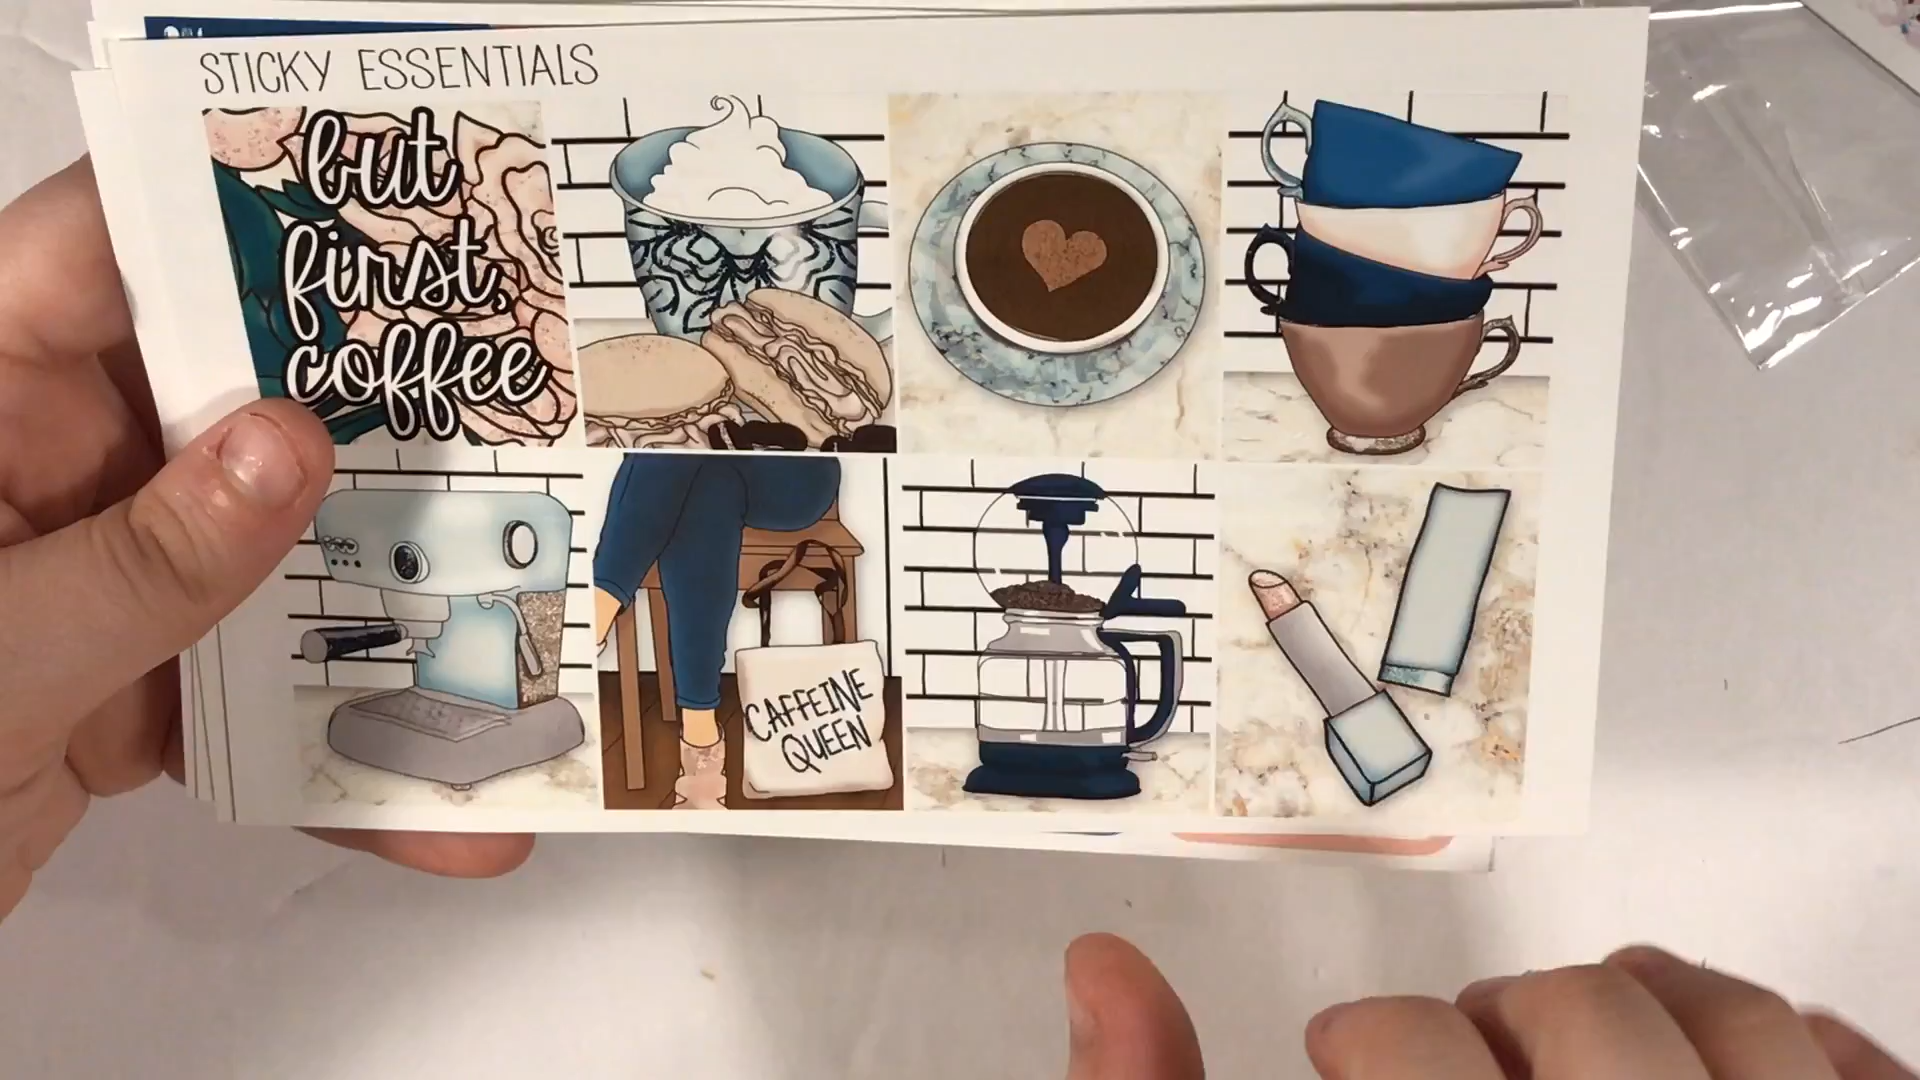 STICKY ESSENTIALS
but
first,
coffee
CAFFEINE
QUEEN